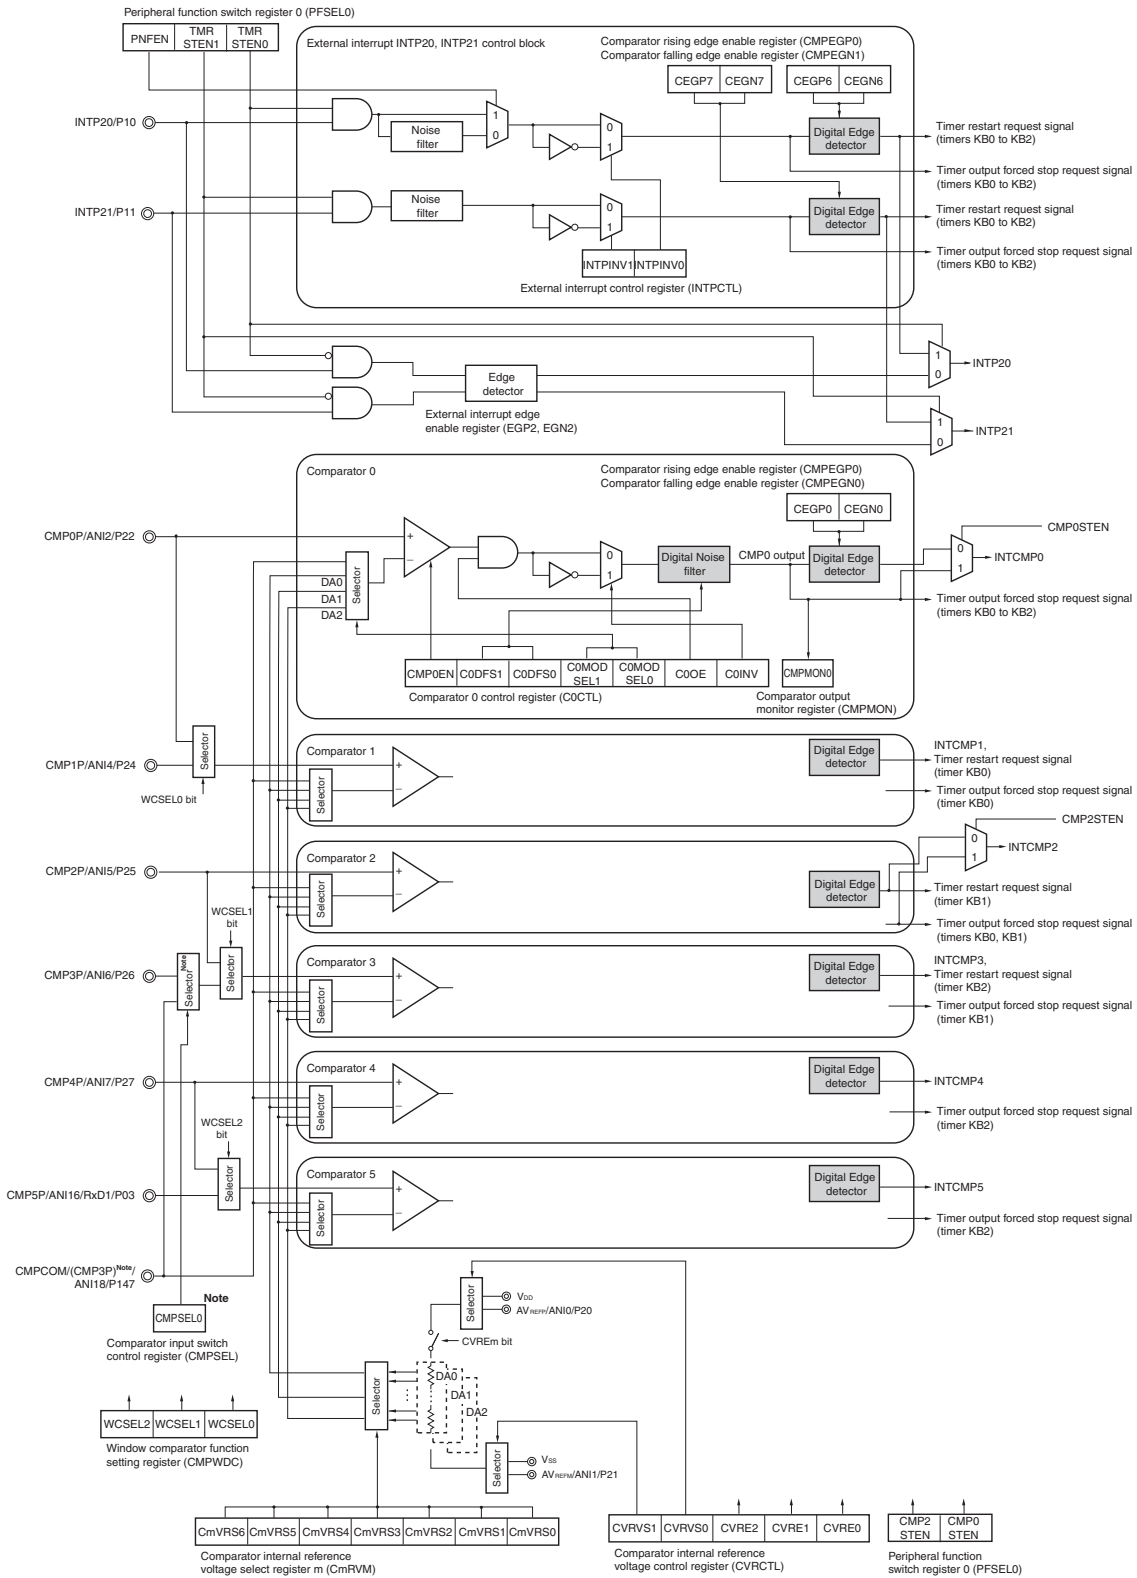 Peripheral function switch register 0 (PFSEL0)
PNFEN
TMR
STEN1
TMR
STEN0
External interrupt INTP20, INTP21 control block
Comparator rising edge enable register (CMPEGP0)
Comparator falling edge enable register (CMPEGN1)
CEGP7
CEGN7
CEGP6
CEGN6
INTP20/P10
Noise
filter
1
0
0
1
Digital Edge
detector
Timer restart request signal
(timers KB0 to KB2)
Timer output forced stop request signal
(timers KB0 to KB2)
INTP21/P11
Noise
filter
0
1
Digital Edge
detector
Timer restart request signal
(timers KB0 to KB2)
Timer output forced stop request signal
(timers KB0 to KB2)
INTPINV1
INTPINV0
External interrupt control register (INTPCTL)
1
0
INTP20
Edge
detector
External interrupt edge
enable register (EGP2, EGN2)
1
0
INTP21
Comparator 0
Comparator rising edge enable register (CMPEGP0)
Comparator falling edge enable register (CMPEGN0)
CEGP0
CEGN0
CMP0P/ANI2/P22
+
−
Selector
DA0
DA1
DA2
0
1
Digital Noise
filter
CMP0 output
Digital Edge
detector
CMP0STEN
0
1
INTCMP0
Timer output forced stop request signal
(timers KB0 to KB2)
CMP0EN
C0DFS1
C0DFS0
C0MOD
SEL1
C0MOD
SEL0
C0OE
C0INV
Comparator 0 control register (C0CTL)
CMPMON0
Comparator output
monitor register (CMPMON)
CMP1P/ANI4/P24
Selector
WCSEL0 bit
Comparator 1
Selector
+
−
Digital Edge
detector
INTCMP1,
Timer restart request signal
(timer KB0)
Timer output forced stop request signal
(timer KB0)
CMP2P/ANI5/P25
Comparator 2
Selector
+
−
Digital Edge
detector
CMP2STEN
0
1
INTCMP2
Timer restart request signal
(timer KB1)
Timer output forced stop request signal
(timers KB0, KB1)
WCSEL1
bit
CMP3P/ANI6/P26
Selector Note
Selector
Comparator 3
Selector
+
−
Digital Edge
detector
INTCMP3,
Timer restart request signal
(timer KB2)
Timer output forced stop request signal
(timer KB1)
CMP4P/ANI7/P27
Comparator 4
Selector
+
−
Digital Edge
detector
INTCMP4
Timer output forced stop request signal
(timer KB2)
WCSEL2
bit
CMP5P/ANI16/RxD1/P03
Selector
Comparator 5
Selector
+
−
Digital Edge
detector
INTCMP5
Timer output forced stop request signal
(timer KB2)
CMPCOM/(CMP3P)Note/
ANI18/P147
Note
CMPSEL0
Comparator input switch
control register (CMPSEL)
Selector
VDD
AVREFP/ANI0/P20
CVREm bit
Selector
DA0
DA1
DA2
Selector
VSS
AVREFM/ANI1/P21
WCSEL2
WCSEL1
WCSEL0
Window comparator function
setting register (CMPWDC)
CmVRS6
CmVRS5
CmVRS4
CmVRS3
CmVRS2
CmVRS1
CmVRS0
Comparator internal reference
voltage select register m (CmRVM)
CVRVS1
CVRVS0
CVRE2
CVRE1
CVRE0
Comparator internal reference
voltage control register (CVRCTL)
CMP2
STEN
CMP0
STEN
Peripheral function
switch register 0 (PFSEL0)